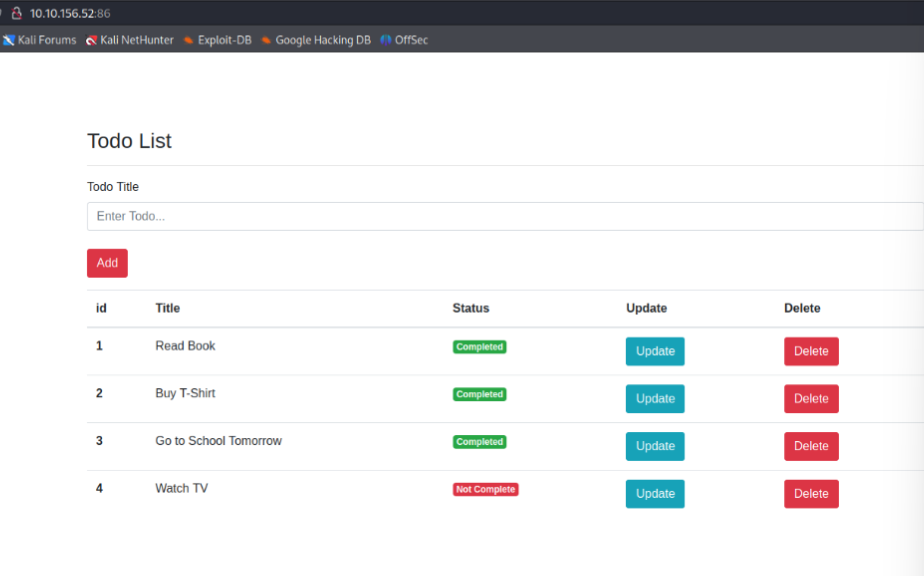 10.10.156.52:86
Kali Forums Kali NetHunter Exploit-DB Google Hacking DB OffSec
Todo List
Todo Title
Enter Todo...
Add
id Title Status Update Delete
1 Read Book Completed Update Delete
2 Buy T-Shirt Completed Update Delete
3 Go to School Tomorrow Completed Update Delete
4 Watch TV Not Complete Update Delete